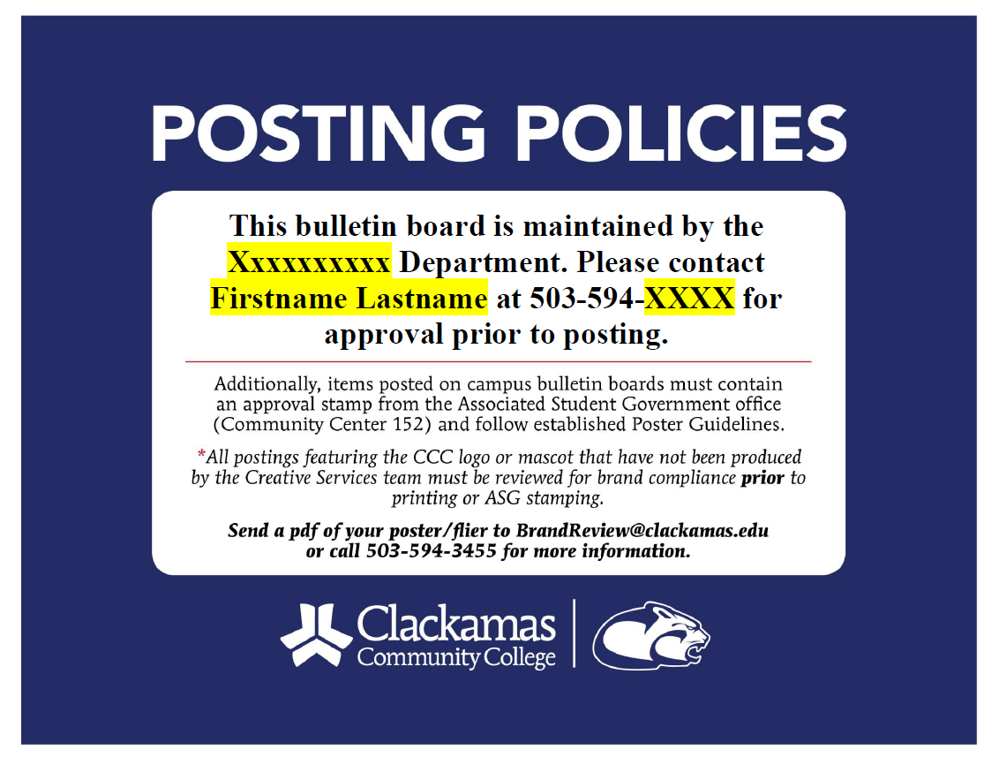 POSTING POLICIES
This bulletin board is maintained by the
Xxxxxxxxxx Department. Please contact
Firstname Lastname at 503-594-XXXX for
approval prior to posting.
Additionally, items posted on campus bulletin boards must contain
an approval stamp from the Associated Student Government office
(Community Center 152) and follow established Poster Guidelines.
*All postings featuring the CCC logo or mascot that have not been produced
by the Creative Services team must be reviewed for brand compliance prior to
printing or ASG stamping.
Send a pdf of your poster/flier to BrandReview@clackamas.edu
or call 503-594-3455 for more information.
Clackamas
Community College